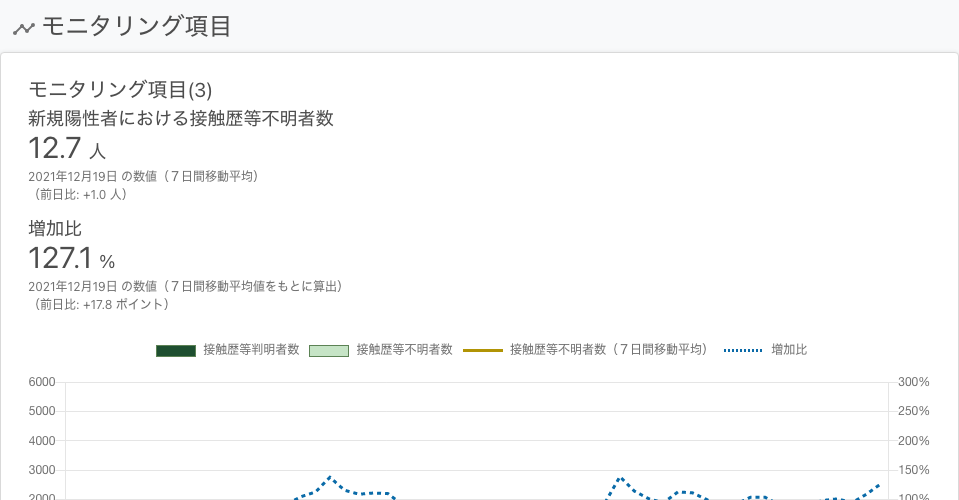 モニタリング項目
モニタリング項目(3)
新規陽性者における接触歴等不明者数
12.7 人
2021年12月19日 の数値（７日間移動平均）
（前日比: +1.0 人）
増加比
127.1 %
2021年12月19日 の数値（７日間移動平均値をもとに算出）
（前日比: +17.8 ポイント）
接触歴等判明者数 接触歴等不明者数 接触歴等不明者数（７日間移動平均） 増加比
6000 300%
5000 250%
4000 200%
3000 150%
2000 100%